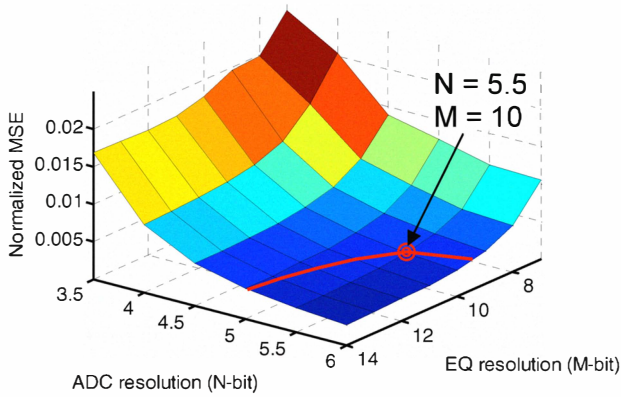 N = 5.5
M = 10
Normalized MSE
0.02
0.015
0.01
0.005
3.5
4
4.5
5
5.5
6
14
12
10
8
ADC resolution (N-bit)
EQ resolution (M-bit)